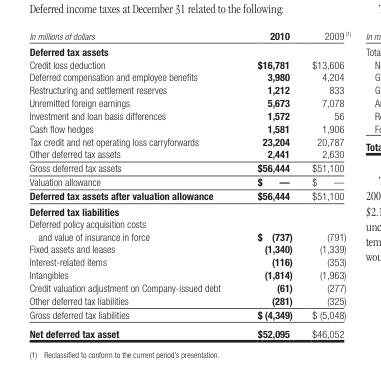 Deferred income taxes at December 31 related to the following:
In millions of dollars 2010 2009 (1)
Deferred tax assets
Credit loss deduction $16,781 $13,606
Deferred compensation and employee benefits 3,980 4,204
Restructuring and settlement reserves 1,212 833
Unremitted foreign earnings 5,673 7,078
Investment and loan basis differences 1,572 56
Cash flow hedges 1,581 1,906
Tax credit and net operating loss carryforwards 23,204 20,787
Other deferred tax assets 2,441 2,630
Gross deferred tax assets $56,444 $51,100
Valuation allowance $ — $ —
Deferred tax assets after valuation allowance $56,444 $51,100
Deferred tax liabilities
Deferred policy acquisition costs
and value of insurance in force $ (737) (791)
Fixed assets and leases (1,340) (1,339)
Interest-related items (116) (353)
Intangibles (1,814) (1,963)
Credit valuation adjustment on Company-issued debt (61) (277)
Other deferred tax liabilities (281) (325)
Gross deferred tax liabilities $ (4,349) $ (5,048)
Net deferred tax asset $52,095 $46,052
(1) Reclassified to conform to the current period's presentation.
In m
Tota
N
G
G
A
R
Fo
Tota
200
$2.1
unc
tem
wou